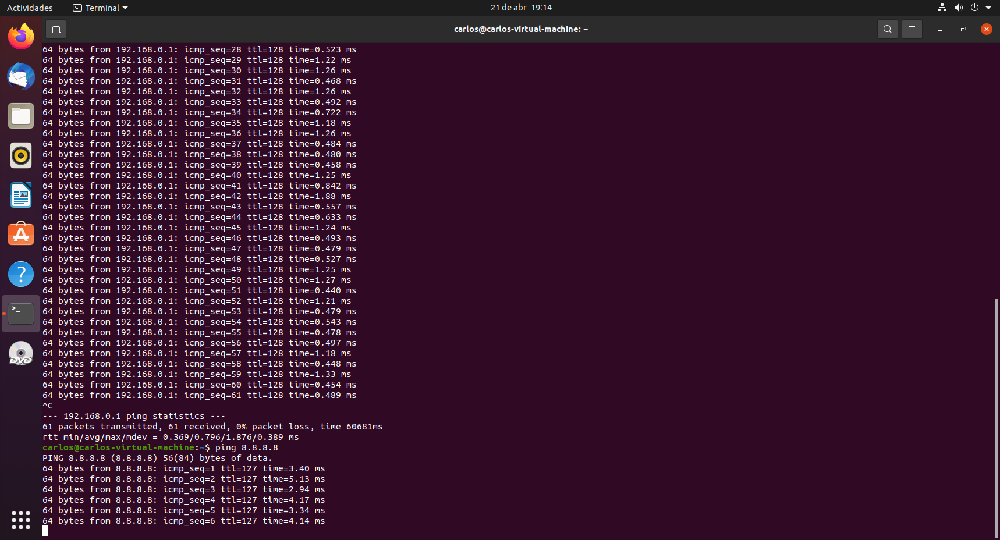 Actividades
Terminal
21 de abr 19:14
carlos@carlos-virtual-machine: ~
64 bytes from 192.168.0.1: icmp_seq=28 ttl=128 time=0.523 ms
64 bytes from 192.168.0.1: icmp_seq=29 ttl=128 time=1.22 ms
64 bytes from 192.168.0.1: icmp_seq=30 ttl=128 time=1.26 ms
64 bytes from 192.168.0.1: icmp_seq=31 ttl=128 time=0.468 ms
64 bytes from 192.168.0.1: icmp_seq=32 ttl=128 time=1.26 ms
64 bytes from 192.168.0.1: icmp_seq=33 ttl=128 time=0.492 ms
64 bytes from 192.168.0.1: icmp_seq=34 ttl=128 time=0.722 ms
64 bytes from 192.168.0.1: icmp_seq=35 ttl=128 time=1.18 ms
64 bytes from 192.168.0.1: icmp_seq=36 ttl=128 time=1.26 ms
64 bytes from 192.168.0.1: icmp_seq=37 ttl=128 time=0.484 ms
64 bytes from 192.168.0.1: icmp_seq=38 ttl=128 time=0.480 ms
64 bytes from 192.168.0.1: icmp_seq=39 ttl=128 time=0.458 ms
64 bytes from 192.168.0.1: icmp_seq=40 ttl=128 time=1.25 ms
64 bytes from 192.168.0.1: icmp_seq=41 ttl=128 time=0.842 ms
64 bytes from 192.168.0.1: icmp_seq=42 ttl=128 time=1.88 ms
64 bytes from 192.168.0.1: icmp_seq=43 ttl=128 time=0.557 ms
64 bytes from 192.168.0.1: icmp_seq=44 ttl=128 time=0.633 ms
64 bytes from 192.168.0.1: icmp_seq=45 ttl=128 time=1.24 ms
64 bytes from 192.168.0.1: icmp_seq=46 ttl=128 time=0.493 ms
64 bytes from 192.168.0.1: icmp_seq=47 ttl=128 time=0.479 ms
64 bytes from 192.168.0.1: icmp_seq=48 ttl=128 time=0.527 ms
64 bytes from 192.168.0.1: icmp_seq=49 ttl=128 time=1.25 ms
64 bytes from 192.168.0.1: icmp_seq=50 ttl=128 time=1.27 ms
64 bytes from 192.168.0.1: icmp_seq=51 ttl=128 time=0.440 ms
64 bytes from 192.168.0.1: icmp_seq=52 ttl=128 time=1.21 ms
64 bytes from 192.168.0.1: icmp_seq=53 ttl=128 time=0.479 ms
64 bytes from 192.168.0.1: icmp_seq=54 ttl=128 time=0.543 ms
64 bytes from 192.168.0.1: icmp_seq=55 ttl=128 time=0.478 ms
64 bytes from 192.168.0.1: icmp_seq=56 ttl=128 time=0.497 ms
64 bytes from 192.168.0.1: icmp_seq=57 ttl=128 time=1.18 ms
64 bytes from 192.168.0.1: icmp_seq=58 ttl=128 time=0.448 ms
64 bytes from 192.168.0.1: icmp_seq=59 ttl=128 time=1.33 ms
64 bytes from 192.168.0.1: icmp_seq=60 ttl=128 time=0.454 ms
64 bytes from 192.168.0.1: icmp_seq=61 ttl=128 time=0.489 ms
^C
--- 192.168.0.1 ping statistics ---
61 packets transmitted, 61 received, 0% packet loss, time 60681ms
rtt min/avg/max/mdev = 0.369/0.796/1.876/0.389 ms
carlos@carlos-virtual-machine:~$ ping 8.8.8.8
PING 8.8.8.8 (8.8.8.8) 56(84) bytes of data.
64 bytes from 8.8.8.8: icmp_seq=1 ttl=127 time=3.40 ms
64 bytes from 8.8.8.8: icmp_seq=2 ttl=127 time=5.13 ms
64 bytes from 8.8.8.8: icmp_seq=3 ttl=127 time=2.94 ms
64 bytes from 8.8.8.8: icmp_seq=4 ttl=127 time=4.17 ms
64 bytes from 8.8.8.8: icmp_seq=5 ttl=127 time=3.34 ms
64 bytes from 8.8.8.8: icmp_seq=6 ttl=127 time=4.14 ms
DVD